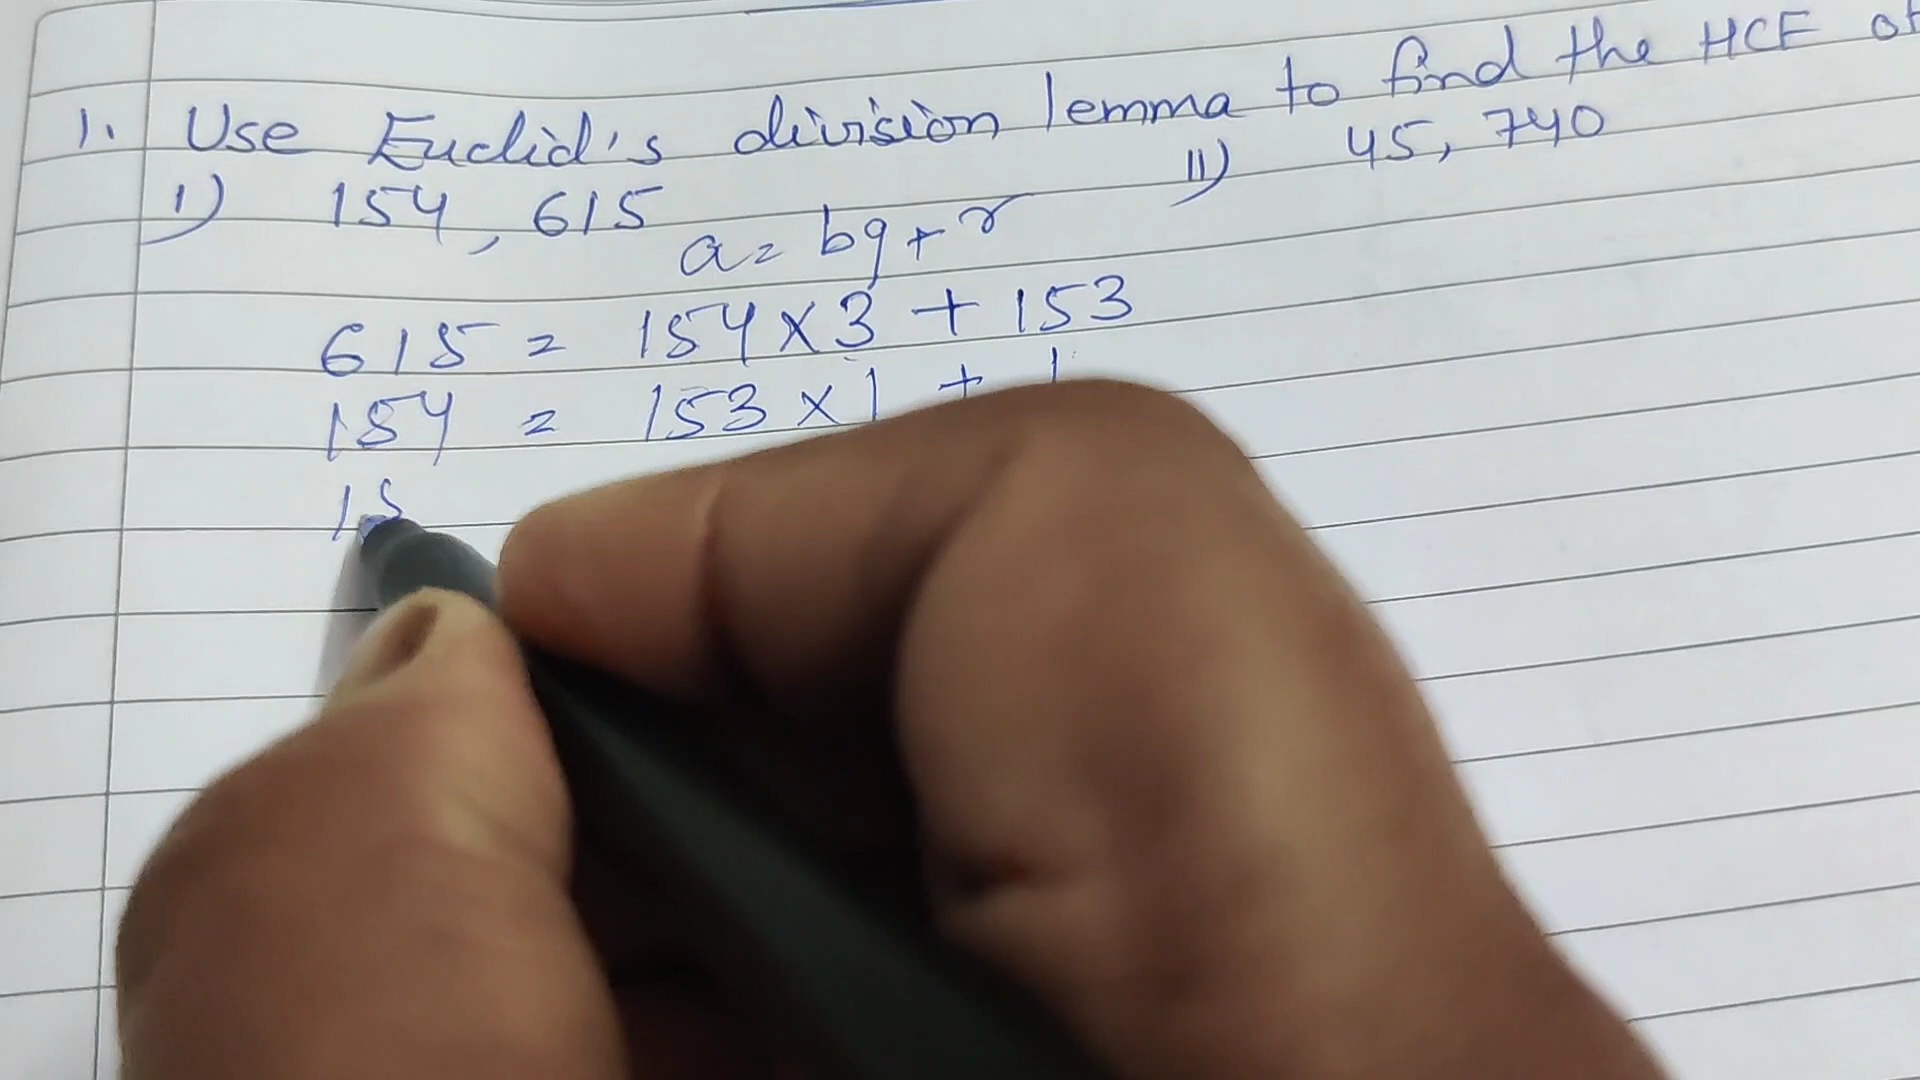 1. Use Euclid's division lemma to find the HCF of
i) 154, 615 ii) 45, 740
a = bq + r
615 = 154 × 3 + 153
154 = 153 × 1 + 1
15